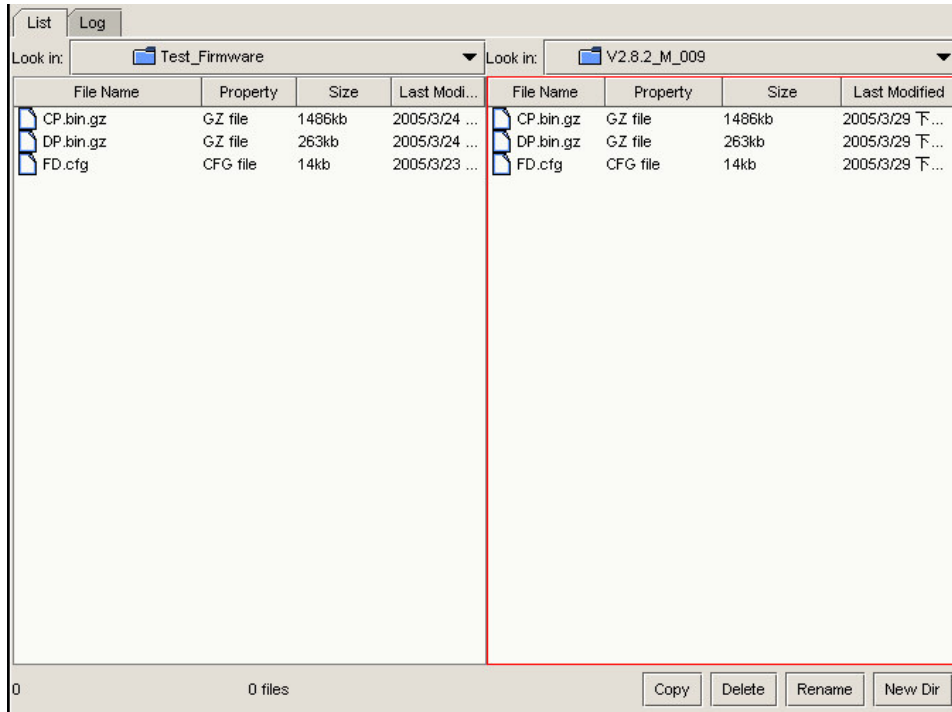 List Log
Look in: Test_Firmware Look in: V2.8.2_M_009
File Name Property Size Last Modi... File Name Property Size Last Modified
CP.bin.gz GZ file 1486kb 2005/3/24 ... CP.bin.gz GZ file 1486kb 2005/3/29 下...
DP.bin.gz GZ file 263kb 2005/3/24 ... DP.bin.gz GZ file 263kb 2005/3/29 下...
FD.cfg CFG file 14kb 2005/3/23 ... FD.cfg CFG file 14kb 2005/3/29 下...
0 0 files Copy Delete Rename New Dir